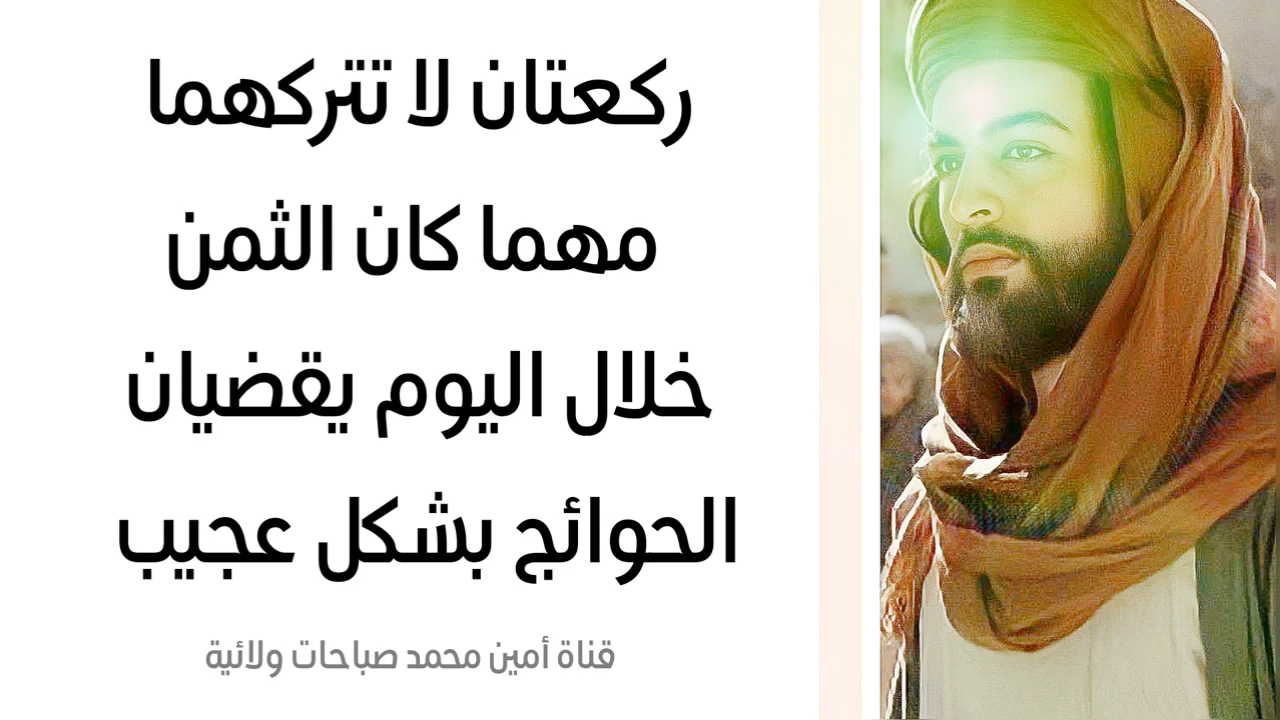 ركعتان لا تتركهما
مهما كان الثمن
خلال اليوم يقضيان
الحوائج بشكل عجيب
قناة أمين محمد صباحات ولائية